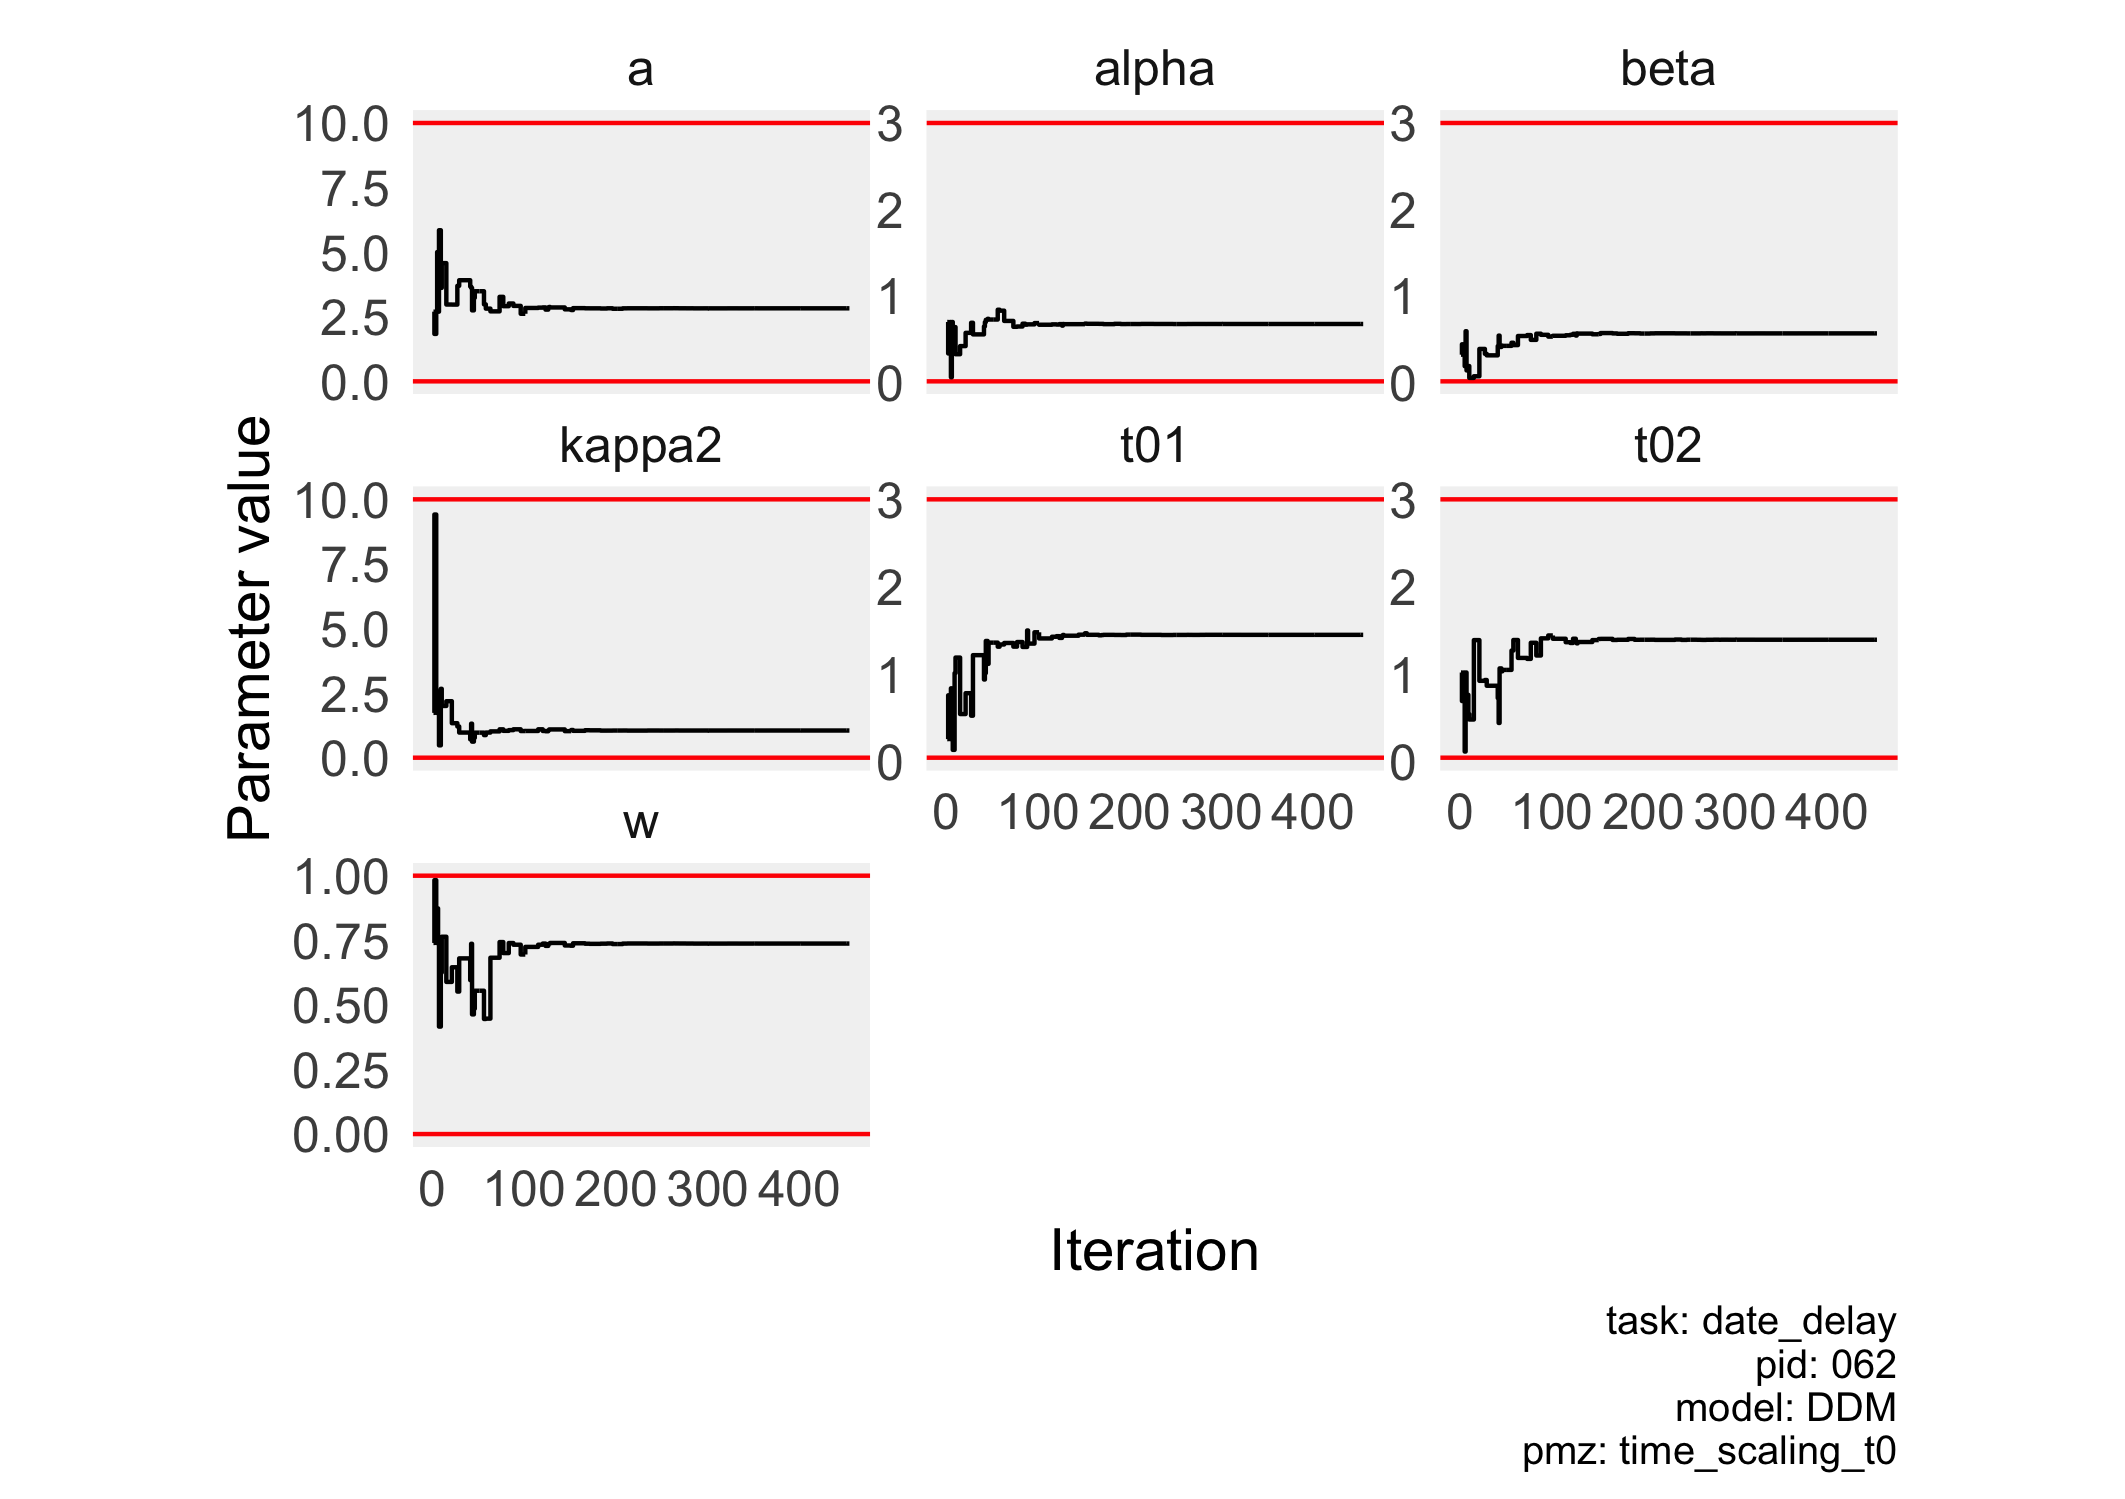 a alpha beta
10.0 3 3
7.5
2 2
5.0
1 1
2.5
0.0 0 0
kappa2 t01 t02
10.0 3 3
7.5
2 2
5.0
2.5 1 1
0.0 0 0
0 100 200 300 400 0 100 200 300 400
w
1.00
0.75
0.50
0.25
0.00
0 100 200 300 400
Parameter value
Iteration
task: date_delay
pid: 062
model: DDM
pmz: time_scaling_t0